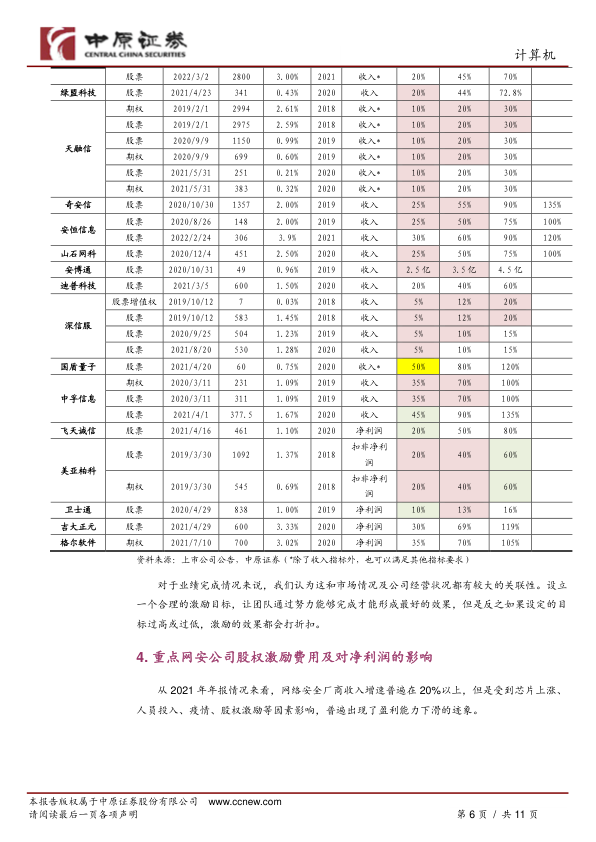 中原证券
CENTRAL CHINA SECURITIES
计算机
股票 2022/3/2 2800 3.00% 2021 收入* 20% 45% 70%
绿盟科技 股票 2021/4/23 341 0.43% 2020 收入 20% 44% 72.8%
期权 2019/2/1 2994 2.61% 2018 收入* 10% 20% 30%
股票 2019/2/1 2975 2.59% 2018 收入* 10% 20% 30%
天融信 股票 2020/9/9 1150 0.99% 2019 收入* 10% 20% 30%
期权 2020/9/9 699 0.60% 2019 收入* 10% 20% 30%
股票 2021/5/31 251 0.21% 2020 收入* 10% 20% 30%
期权 2021/5/31 383 0.32% 2020 收入* 10% 20% 30%
奇安信 股票 2020/10/30 1357 2.00% 2019 收入 25% 55% 90% 135%
安恒信息 股票 2020/8/26 148 2.00% 2019 收入 25% 50% 75% 100%
股票 2022/2/24 306 3.9% 2021 收入 30% 60% 90% 120%
山石网科 股票 2020/12/4 451 2.50% 2020 收入 25% 50% 75% 100%
安博通 股票 2020/10/31 49 0.96% 2019 收入 2.5亿 3.5亿 4.5亿
迪普科技 股票 2021/3/5 600 1.50% 2020 收入 20% 40% 60%
深信服 股票增值权 2019/10/12 7 0.03% 2018 收入 5% 12% 20%
股票 2019/10/12 583 1.45% 2018 收入 5% 12% 20%
股票 2020/9/25 504 1.23% 2019 收入 5% 10% 15%
股票 2021/8/20 530 1.28% 2020 收入 5% 10% 15%
国盾量子 股票 2021/4/20 60 0.75% 2020 收入* 50% 80% 120%
中孚信息 期权 2020/3/11 231 1.09% 2019 收入 35% 70% 100%
股票 2020/3/11 311 1.09% 2019 收入 35% 70% 100%
股票 2021/4/1 377.5 1.67% 2020 收入 45% 90% 135%
飞天诚信 股票 2021/4/16 461 1.10% 2020 净利润 20% 50% 80%
美亚柏科 股票 2019/3/30 1092 1.37% 2018 扣非净利润 20% 40% 60%
期权 2019/3/30 545 0.69% 2018 扣非净利润 20% 40% 60%
卫士通 股票 2020/4/29 838 1.00% 2019 净利润 10% 13% 16%
吉大正元 股票 2021/4/29 600 3.33% 2020 净利润 30% 69% 119%
格尔软件 股票 2021/7/10 700 3.02% 2020 净利润 35% 70% 105%
资料来源：上市公司公告，中原证券（*除了收入指标外，也可以满足其他指标要求）
对于业绩完成情况来说，我们认为这和市场情况及公司经营状况都有较大的关联性。设立
一个合理的激励目标，让团队通过努力能够完成才能形成最好的效果，但是反之如果设定的目
标过高或过低，激励的效果都会打折扣。
4. 重点网安公司股权激励费用及对净利润的影响
从 2021 年年报情况来看，网络安全厂商收入增速普遍在 20%以上，但是受到芯片上涨、
人员投入、疫情、股权激励等因素影响，普遍出现了盈利能力下滑的迹象。
本报告版权属于中原证券股份有限公司 www.ccnew.com
请阅读最后一页各项声明 第 6 页 / 共 11 页